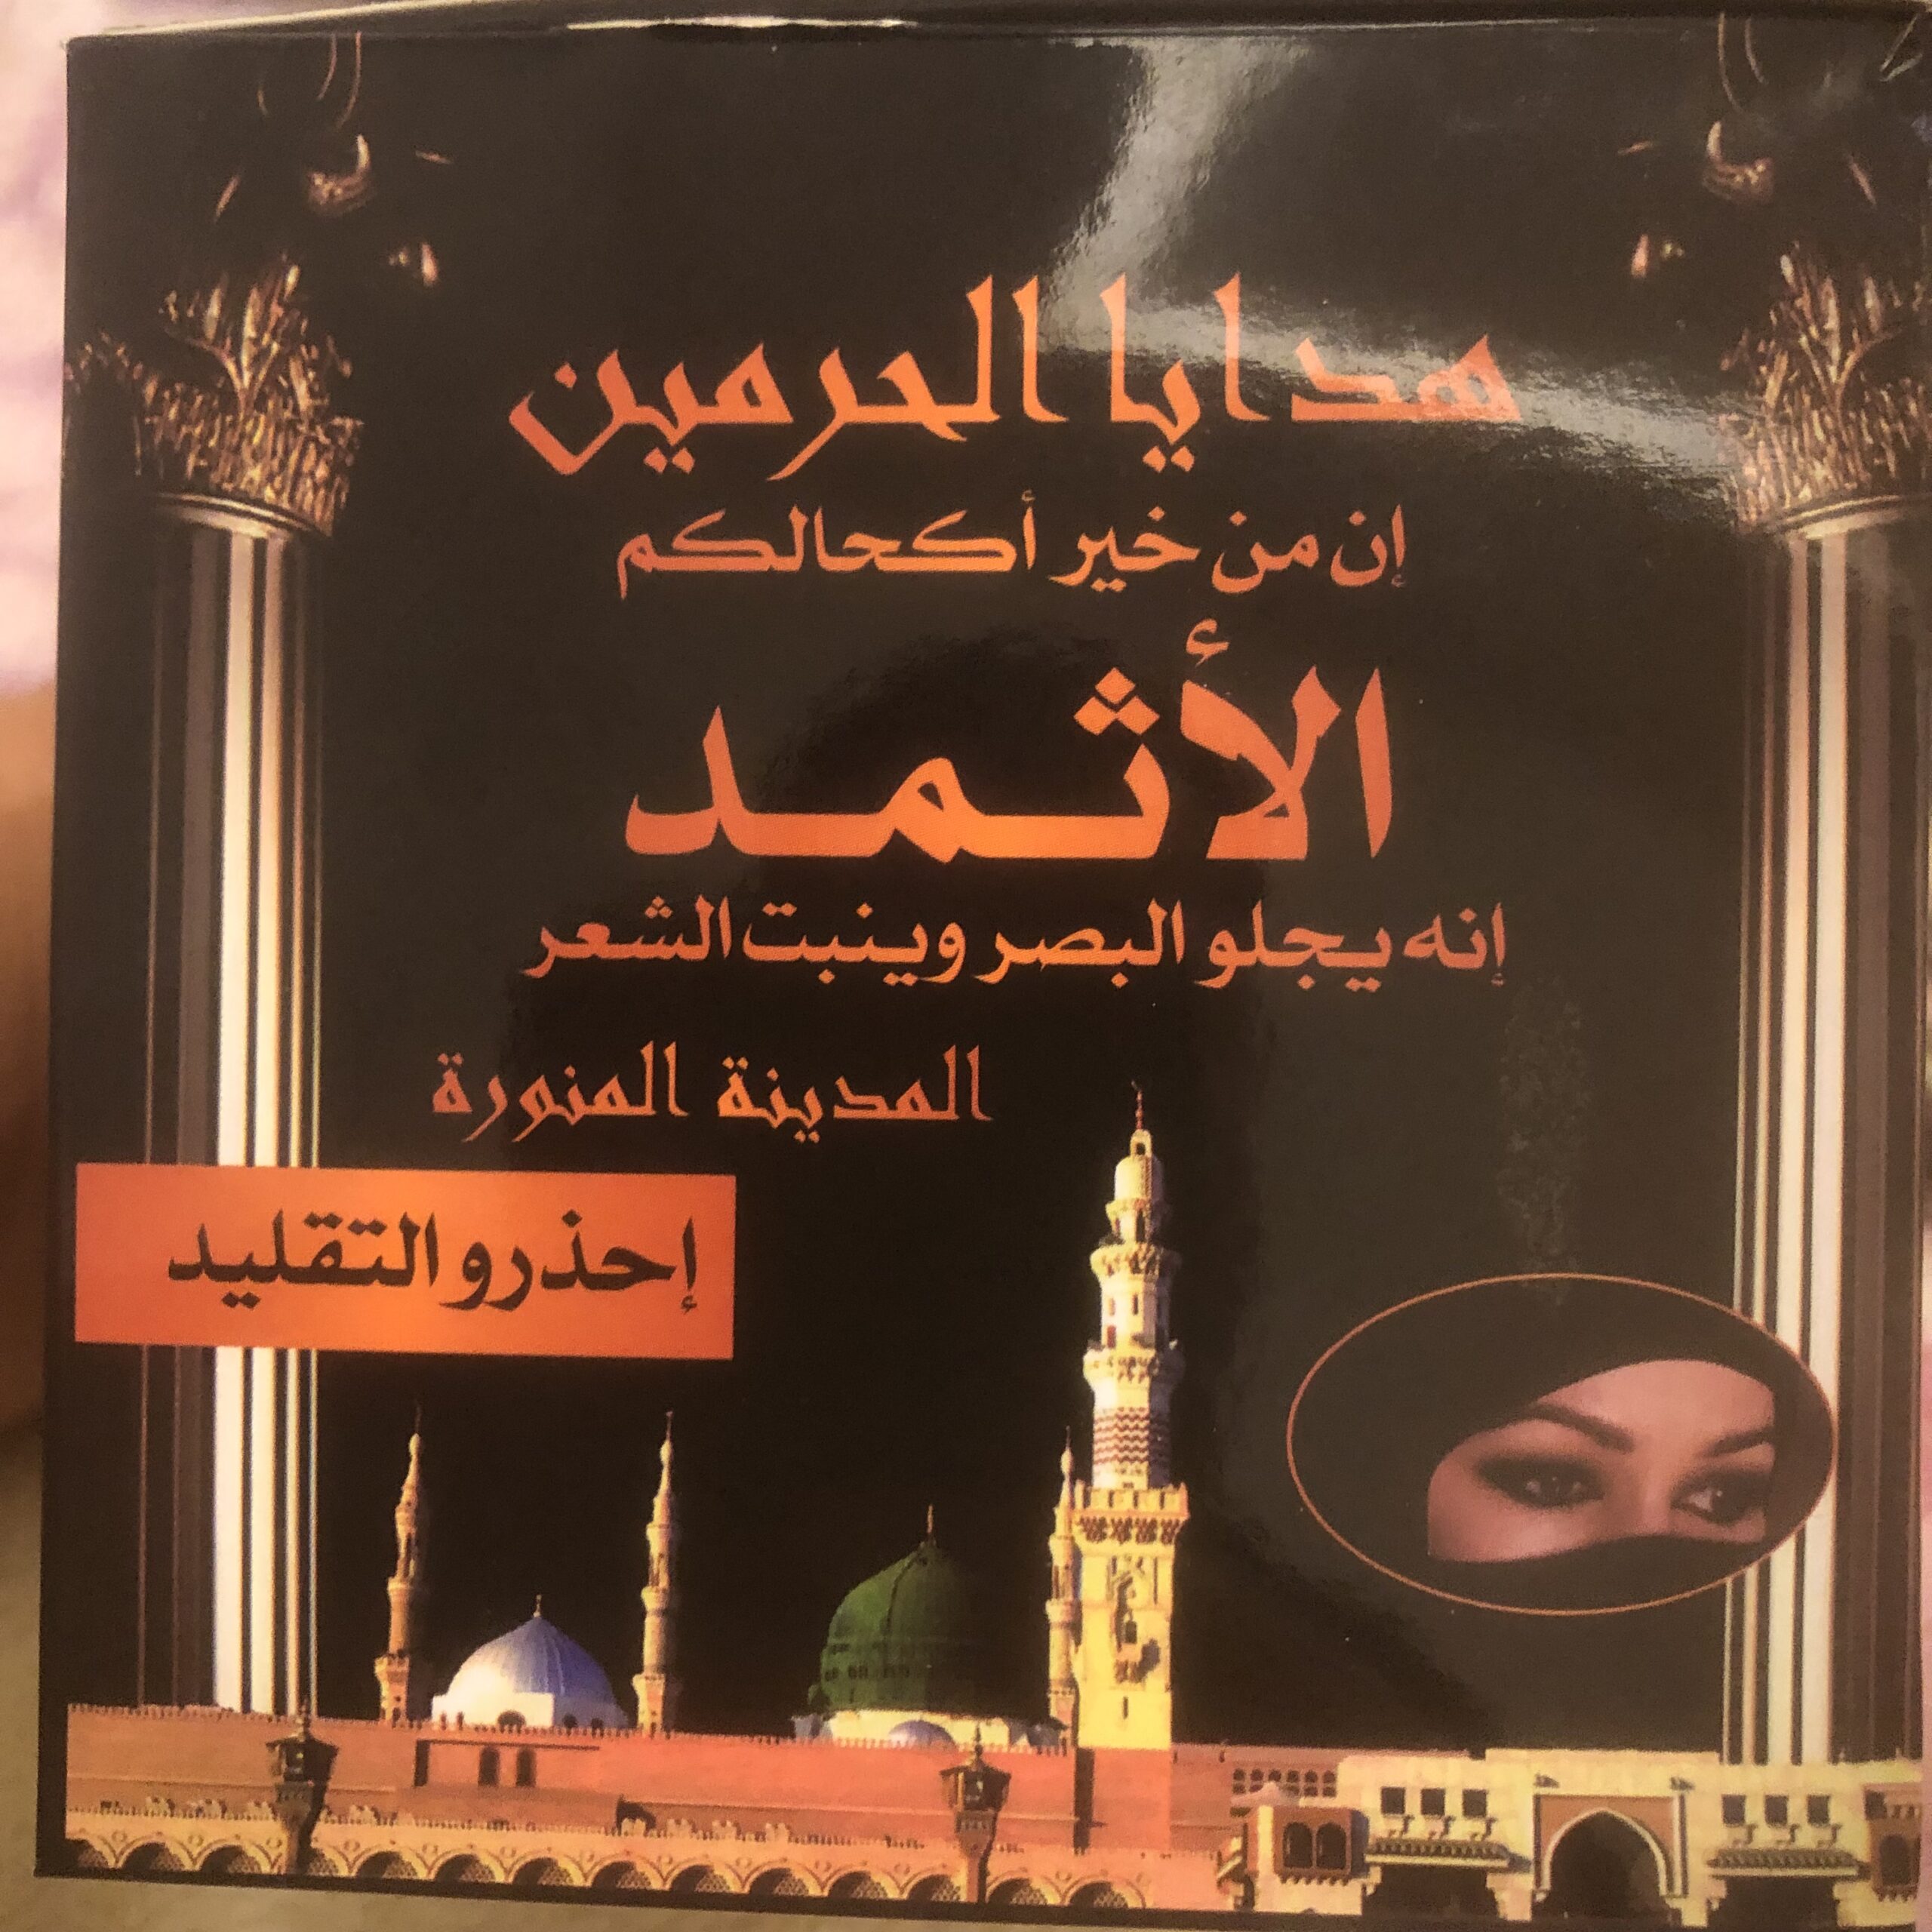 هدايا الحرمين
إن من خير أكحالكم
الأثمد
إنه يجلو البصر وينبت الشعر
المدينة المنورة
إحذرو التقليد